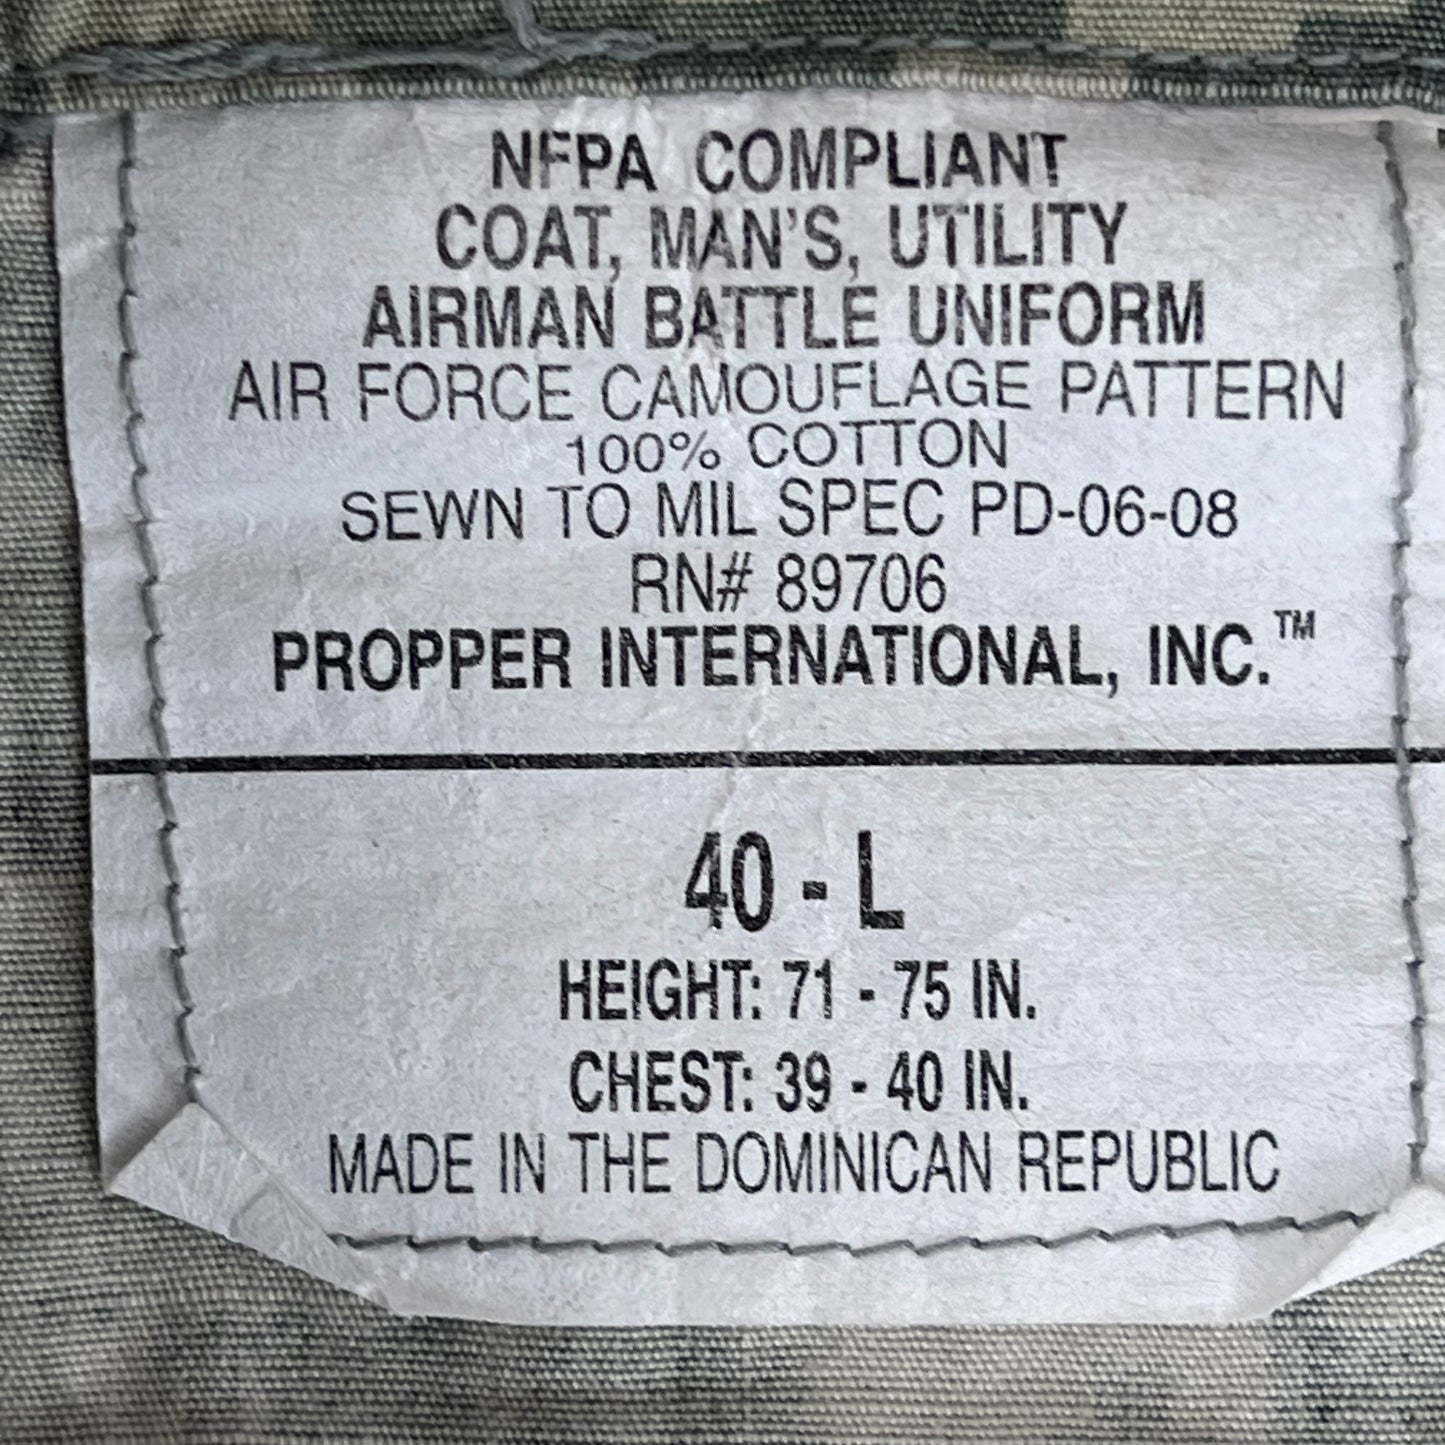 NFPA COMPLIANT
COAT, MAN'S, UTILITY
AIRMAN BATTLE UNIFORM
AIR FORCE CAMOUFLAGE PATTERN
100% COTTON
SEWN TO MIL SPEC PD-06-08
RN# 89706
PROPPER INTERNATIONAL, INC.™
40 - L
HEIGHT: 71 - 75 IN.
CHEST: 39 - 40 IN.
MADE IN THE DOMINICAN REPUBLIC